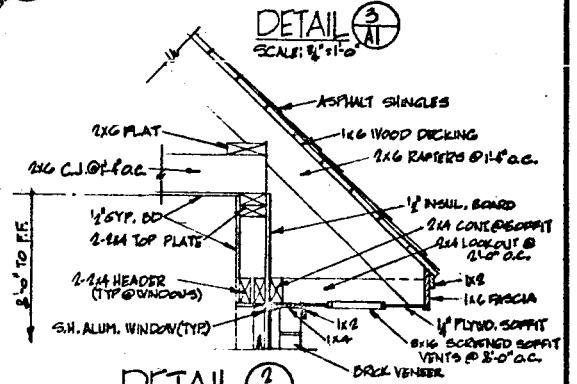 DETAIL 3
A1
SCALE: 3/4" = 1'-0"
ASPHALT SHINGLES
1x6 WOOD DECKING
2x6 RAFTERS @ 1'-4" O.C.
2x6 FLAT
2x6 C.J. @ 1'-4" O.C.
1/2" GYP. BD
2-2x4 TOP PLATE
8'-0" TO F.F.
2-2x4 HEADER
(TYP @ WINDOWS)
S.H. ALUM. WINDOW (TYP)
1/2" INSUL. BOARD
2x4 CONT @ SOFFIT
2x4 LOOKOUT @
2'-0" O.C.
1x2
1x6 FASCIA
1/4" PLYWD. SOFFIT
8x16 SCREENED SOFFIT
VENTS @ 8'-0" O.C.
1x2
1x4
BRICK VENEER
DETAIL 2